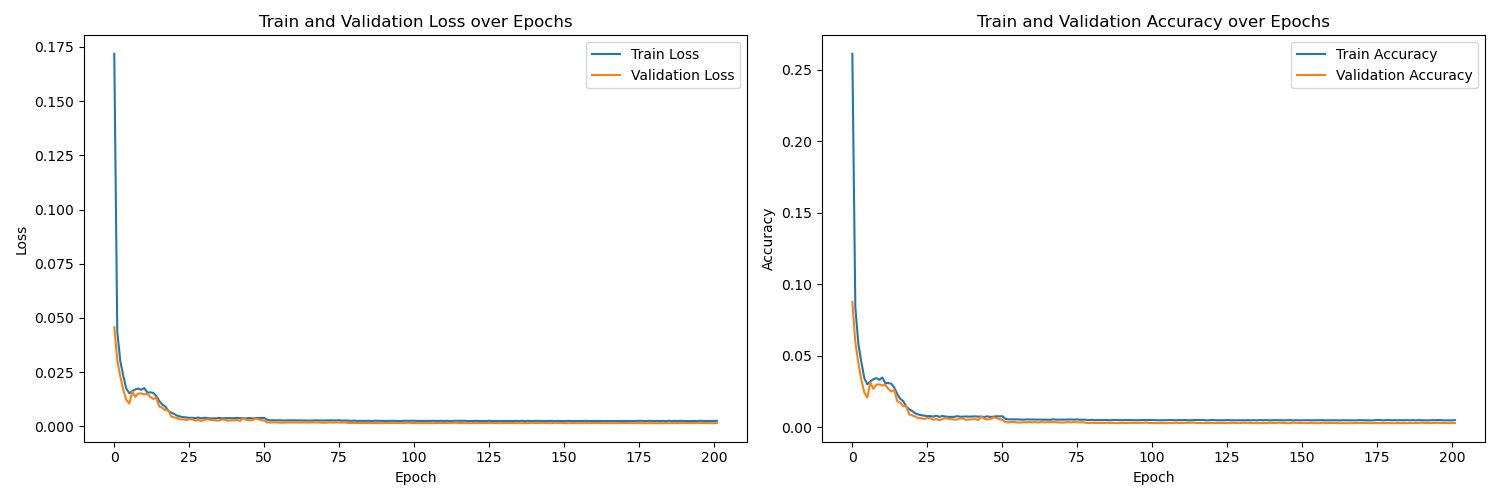 Train and Validation Loss over Epochs
Train and Validation Accuracy over Epochs
0.175
0.150
0.125
0.100
0.075
0.050
0.025
0.000
Loss
Train Loss
Validation Loss
0 25 50 75 100 125 150 175 200
Epoch
0.25
0.20
0.15
0.10
0.05
0.00
Accuracy
Train Accuracy
Validation Accuracy
0 25 50 75 100 125 150 175 200
Epoch